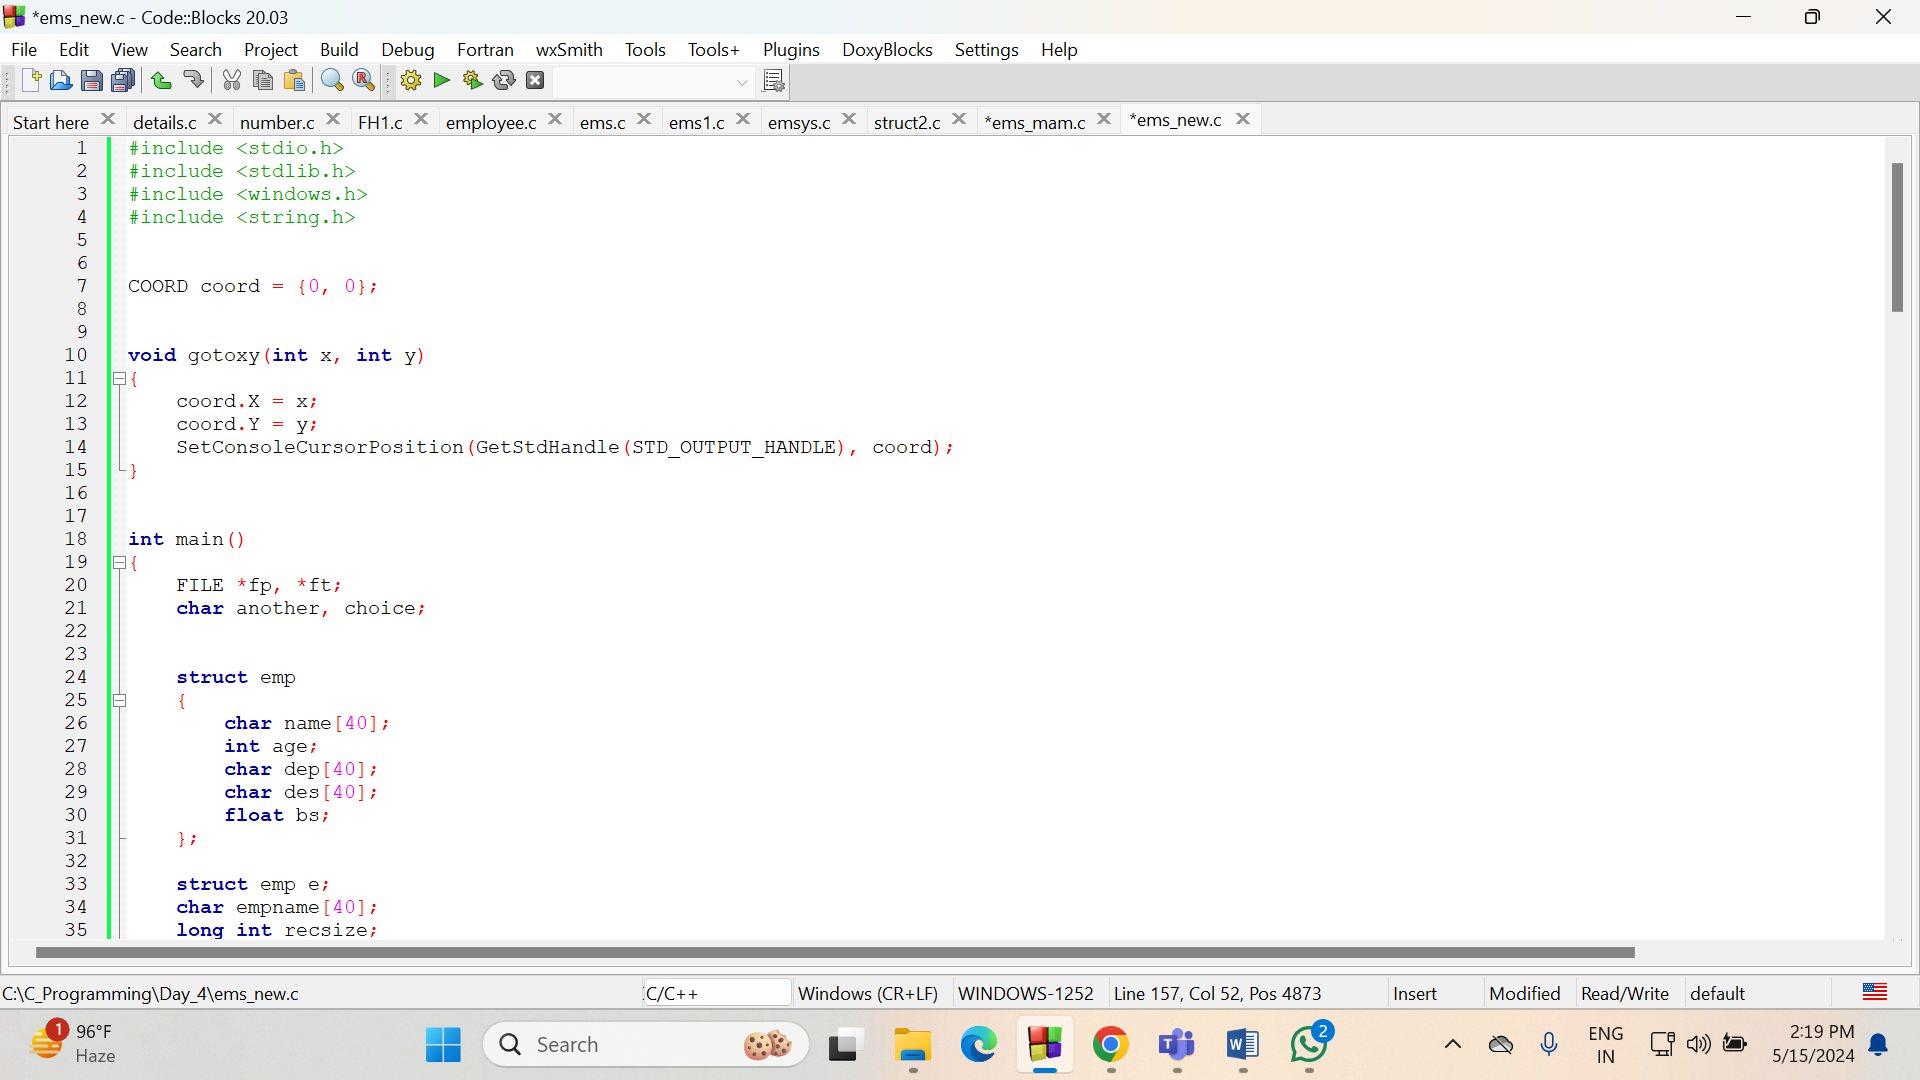 *ems_new.c - Code::Blocks 20.03
File Edit View Search Project Build Debug Fortran wxSmith Tools Tools+ Plugins DoxyBlocks Settings Help
Start here details.c number.c FH1.c employee.c ems.c ems1.c emsys.c struct2.c *ems_mam.c *ems_new.c
1 #include <stdio.h>
2 #include <stdlib.h>
3 #include <windows.h>
4 #include <string.h>
5
6
7 COORD coord = {0, 0};
8
9
10 void gotoxy(int x, int y)
11 {
12 coord.X = x;
13 coord.Y = y;
14 SetConsoleCursorPosition(GetStdHandle(STD_OUTPUT_HANDLE), coord);
15 }
16
17
18 int main()
19 {
20 FILE *fp, *ft;
21 char another, choice;
22
23
24 struct emp
25 {
26 char name[40];
27 int age;
28 char dep[40];
29 char des[40];
30 float bs;
31 };
32
33 struct emp e;
34 char empname[40];
35 long int recsize;
C:\C_Programming\Day_4\ems_new.c C/C++ Windows (CR+LF) WINDOWS-1252 Line 157, Col 52, Pos 4873 Insert Modified Read/Write default
1 96°F
Haze
Search
2
ENG
IN
2:19 PM
5/15/2024